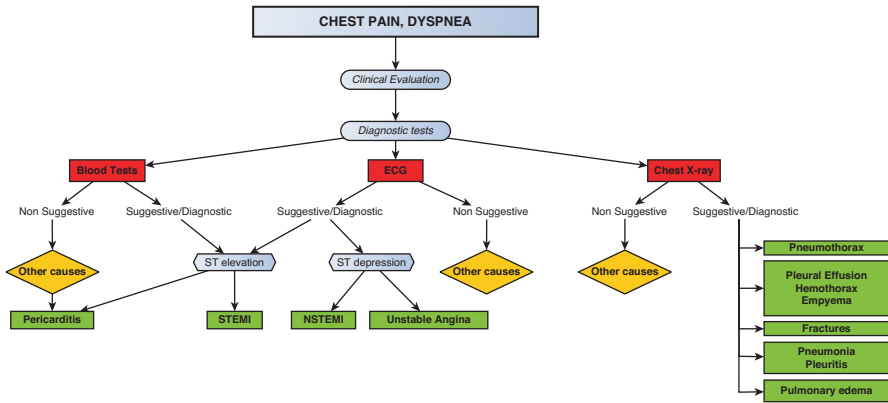 CHEST PAIN, DYSPNEA
Clinical Evaluation
Diagnostic tests
Blood Tests
ECG
Chest X-ray
Non Suggestive
Suggestive/Diagnostic
Suggestive/Diagnostic
Non Suggestive
Non Suggestive
Suggestive/Diagnostic
Other causes
ST elevation
ST depression
Other causes
Other causes
Pneumothorax
Pleural Effusion
Hemothorax
Empyema
Pericarditis
STEMI
NSTEMI
Unstable Angina
Fractures
Pneumonia
Pleuritis
Pulmonary edema